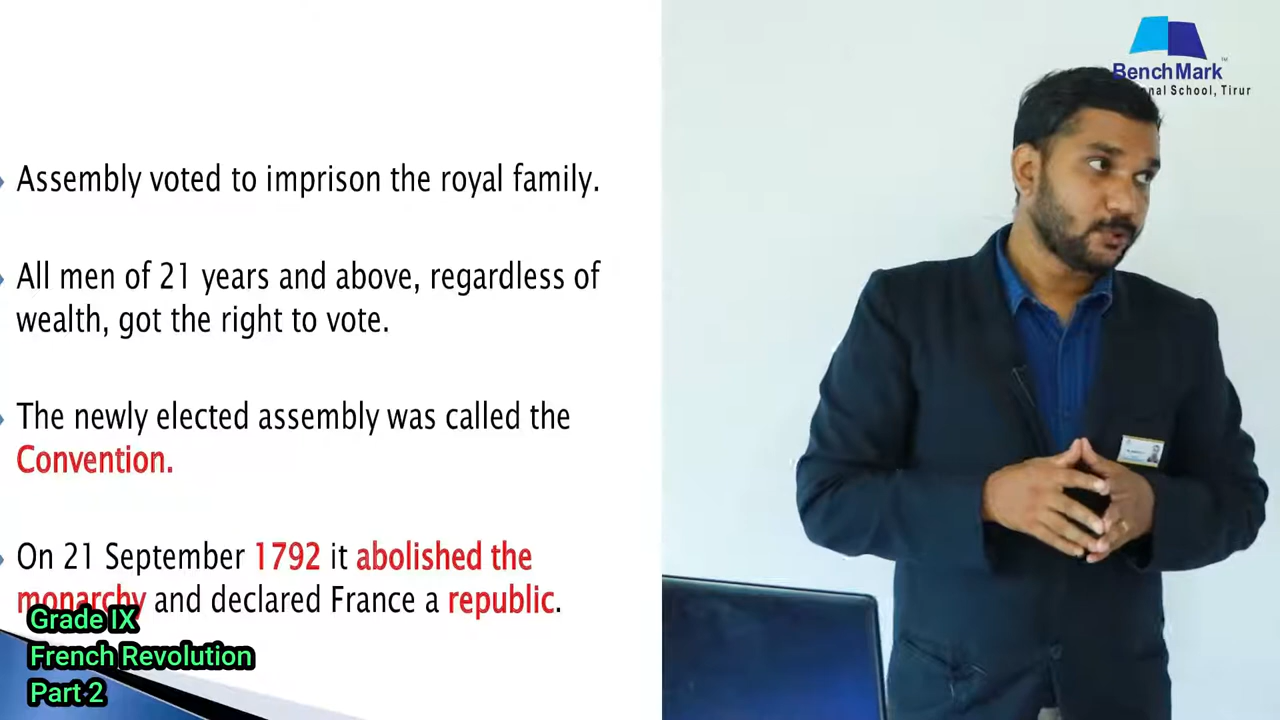 BenchMark
TM
nal School, Tirur
Assembly voted to imprison the royal family.
All men of 21 years and above, regardless of
wealth, got the right to vote.
The newly elected assembly was called the
Convention.
On 21 September 1792 it abolished the
monarchy and declared France a republic.
Grade IX
French Revolution
Part 2